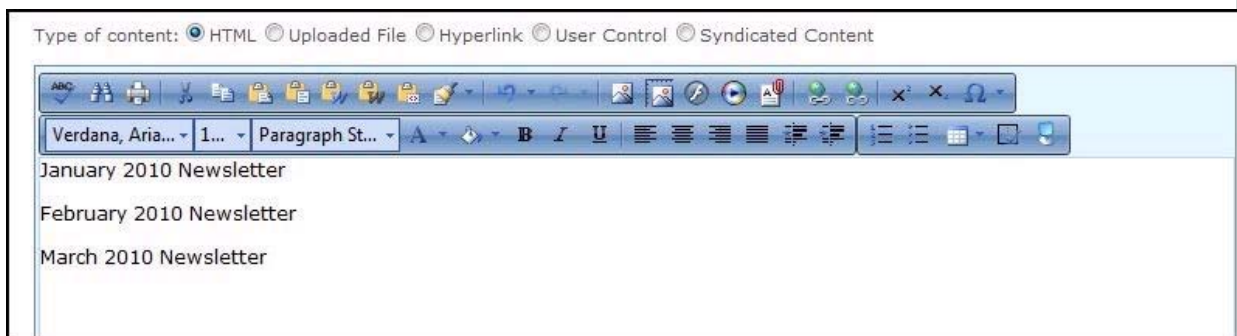 Type of content: HTML Uploaded File Hyperlink User Control Syndicated Content
ABC
Verdana, Aria... 1... Paragraph St... A B I U
January 2010 Newsletter
February 2010 Newsletter
March 2010 Newsletter